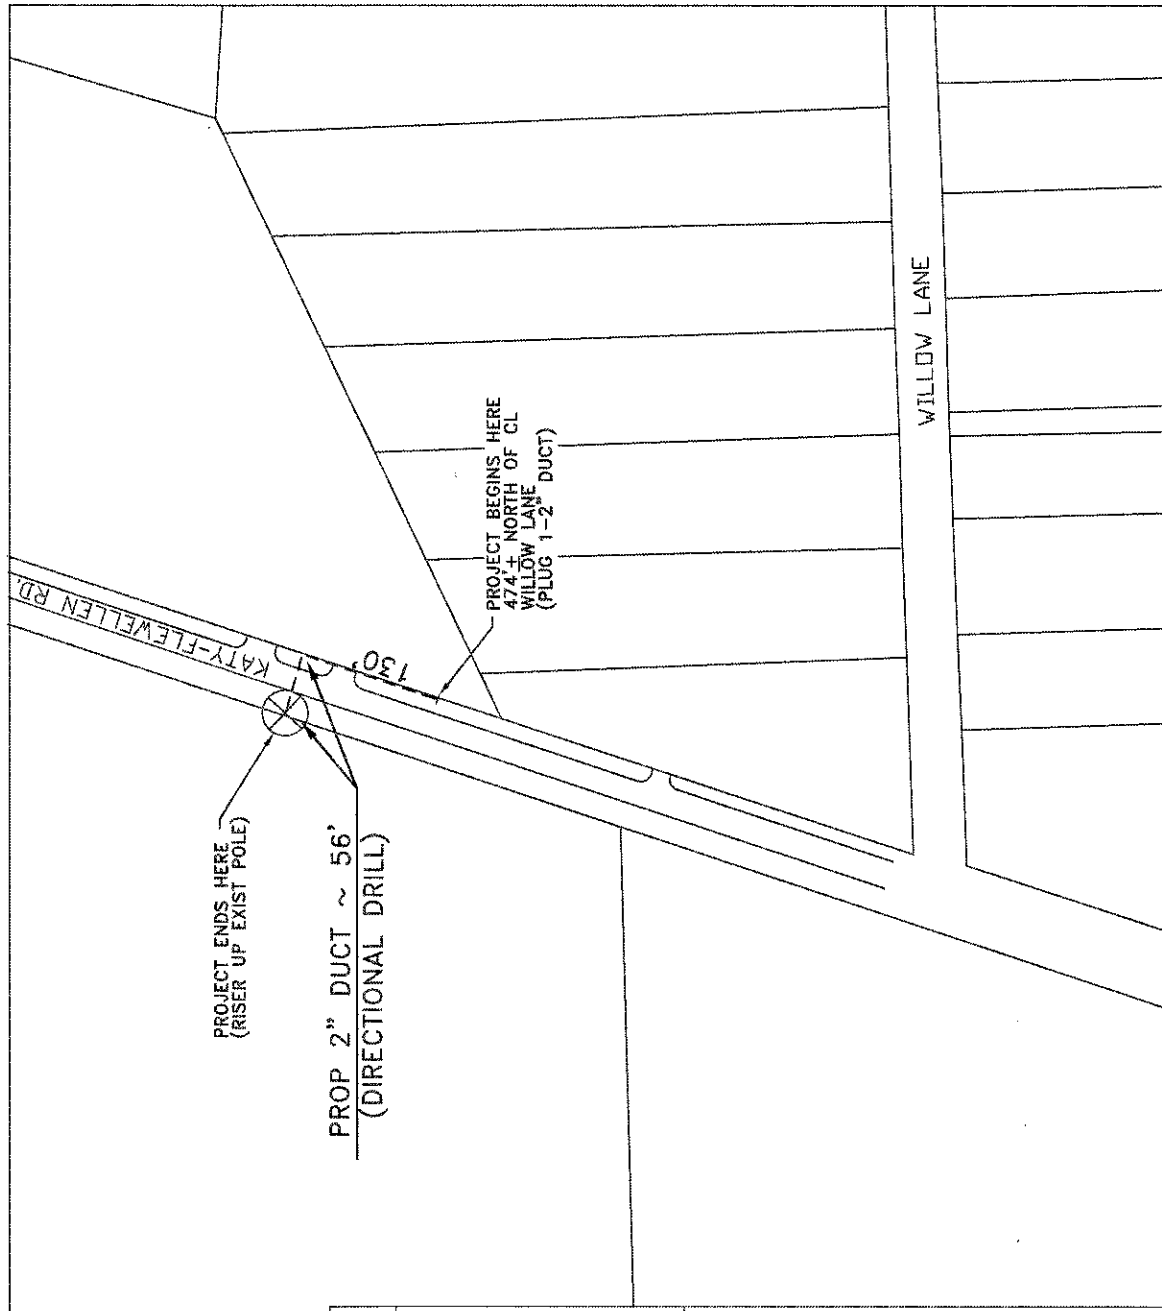 KATY-FLEWELLEN RD.
WILLOW LANE
PROJECT BEGINS HERE
474'± NORTH OF CL
WILLOW LANE
(PLUG 1-2" DUCT)
130'
PROJECT ENDS HERE
(RISER UP EXIST POLE)
PROP 2" DUCT ~ 56'
(DIRECTIONAL DRILL)